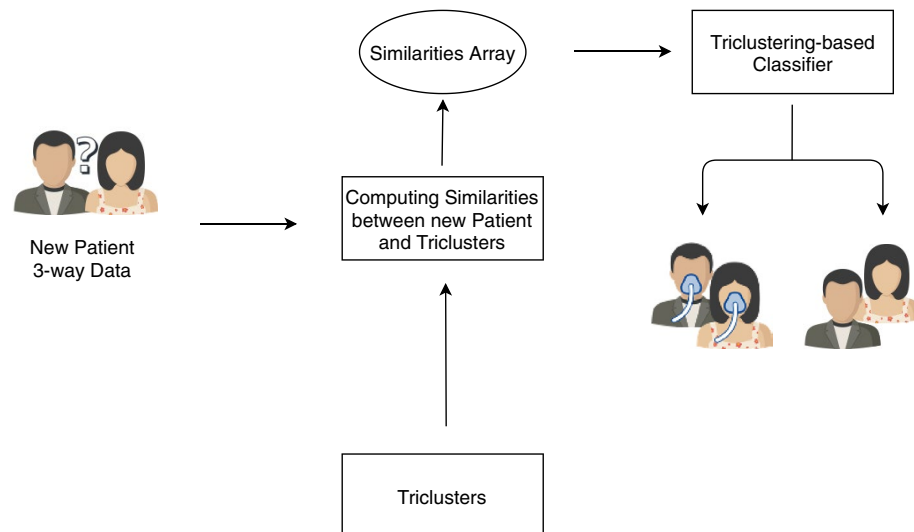 Similarities Array
Triclustering-based
Classifier
?
Computing Similarities
between new Patient
and Triclusters
New Patient
3-way Data
Triclusters